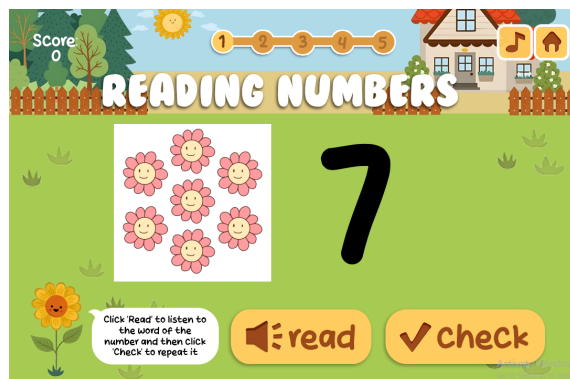 Score
0
1 2 3 4 5
READING NUMBERS
7
Click 'Read' to listen to
the word of the
number and then click
'Check' to repeat it
read
check